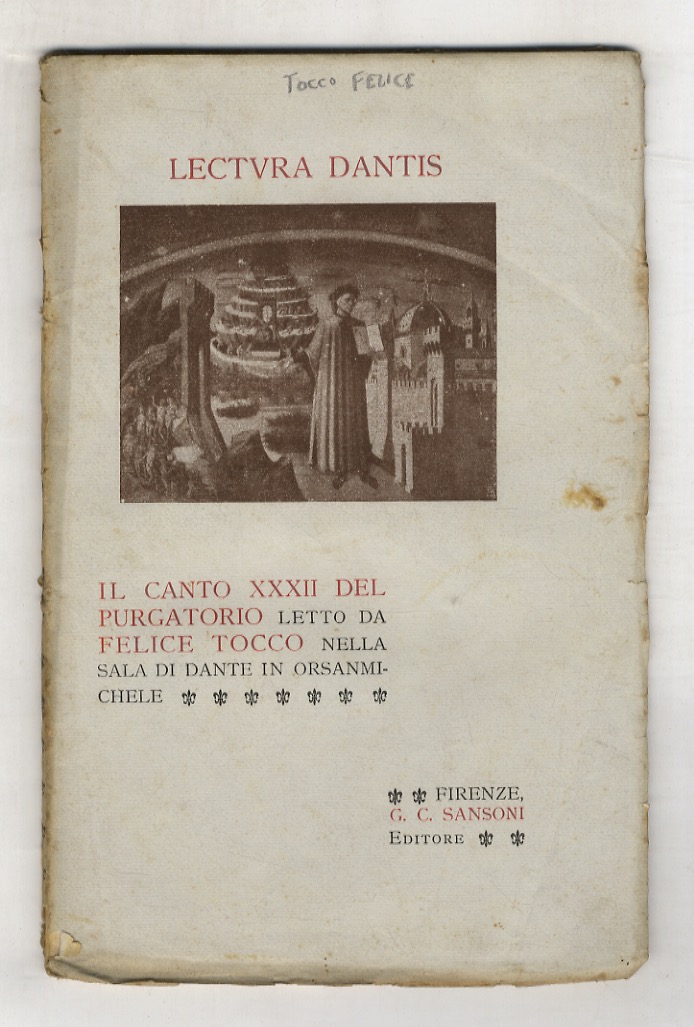 TOCCO FELICE
LECTVRA DANTIS
IL CANTO XXXII DEL
PURGATORIO LETTO DA
FELICE TOCCO NELLA
SALA DI DANTE IN ORSANMI-
CHELE ⚜ ⚜ ⚜ ⚜ ⚜ ⚜ ⚜
⚜ ⚜ FIRENZE,
G. C. SANSONI
EDITORE ⚜ ⚜